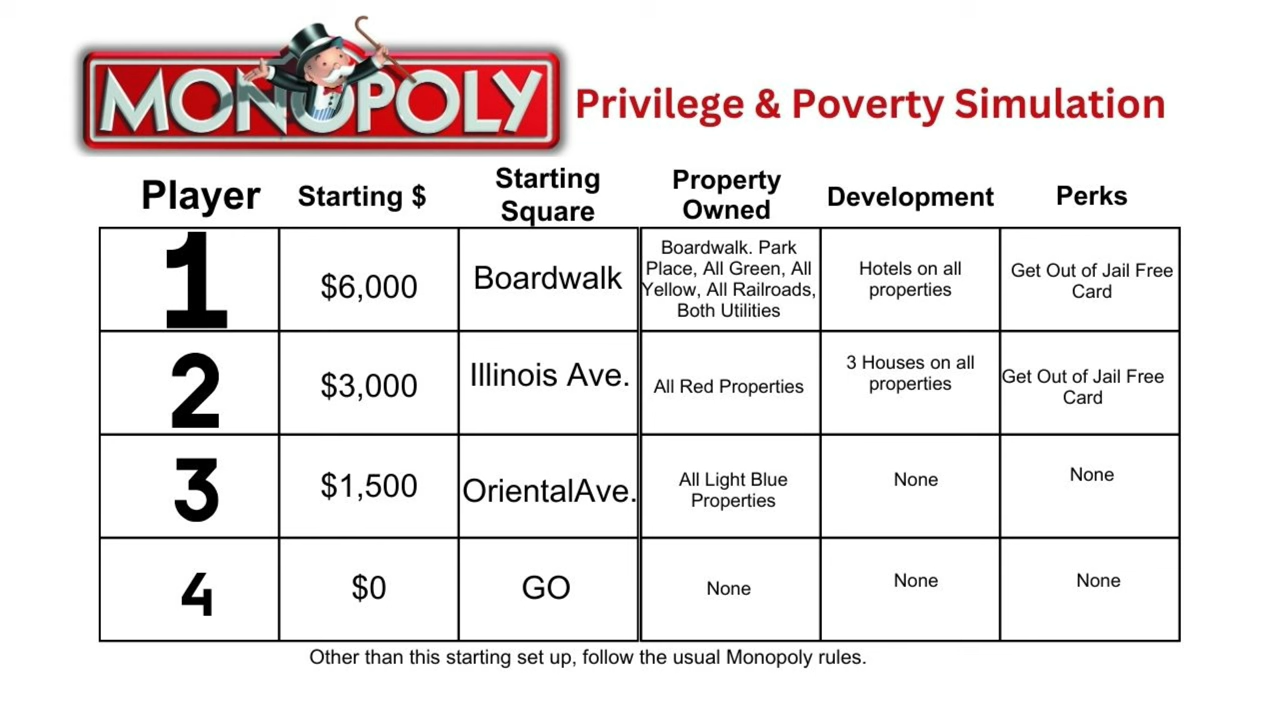 MONOPOLY
Privilege & Poverty Simulation
Player
Starting $
Starting
Square
Property
Owned
Development
Perks
1
$6,000
Boardwalk
Boardwalk. Park
Place, All Green, All
Yellow, All Railroads,
Both Utilities
Hotels on all
properties
Get Out of Jail Free
Card
2
$3,000
Illinois Ave.
All Red Properties
3 Houses on all
properties
Get Out of Jail Free
Card
3
$1,500
OrientalAve.
All Light Blue
Properties
None
None
4
$0
GO
None
None
None
Other than this starting set up, follow the usual Monopoly rules.